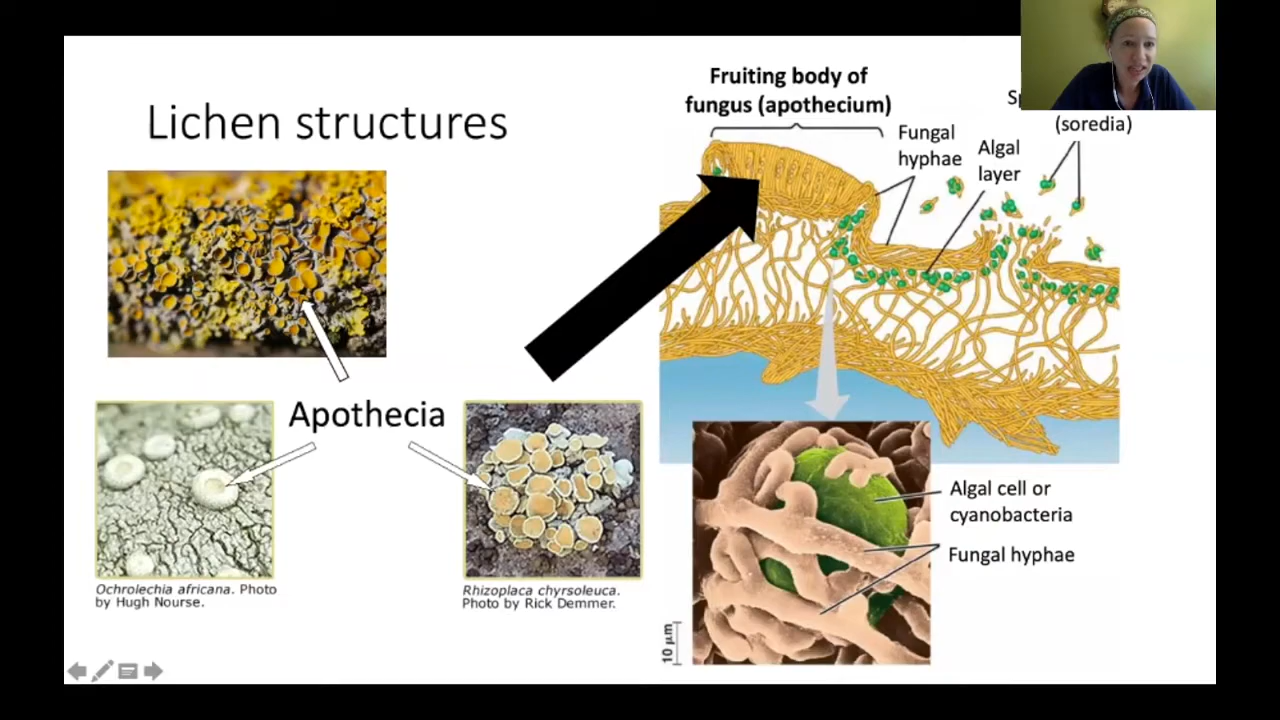 Lichen structures
Fruiting body of
fungus (apothecium)
Fungal
hyphae
Algal
layer
(soredia)
Apothecia
Ochrolechia africana. Photo
by Hugh Nourse.
Rhizoplaca chyrsoleuca.
Photo by Rick Demmer.
Algal cell or
cyanobacteria
Fungal hyphae
10 µm